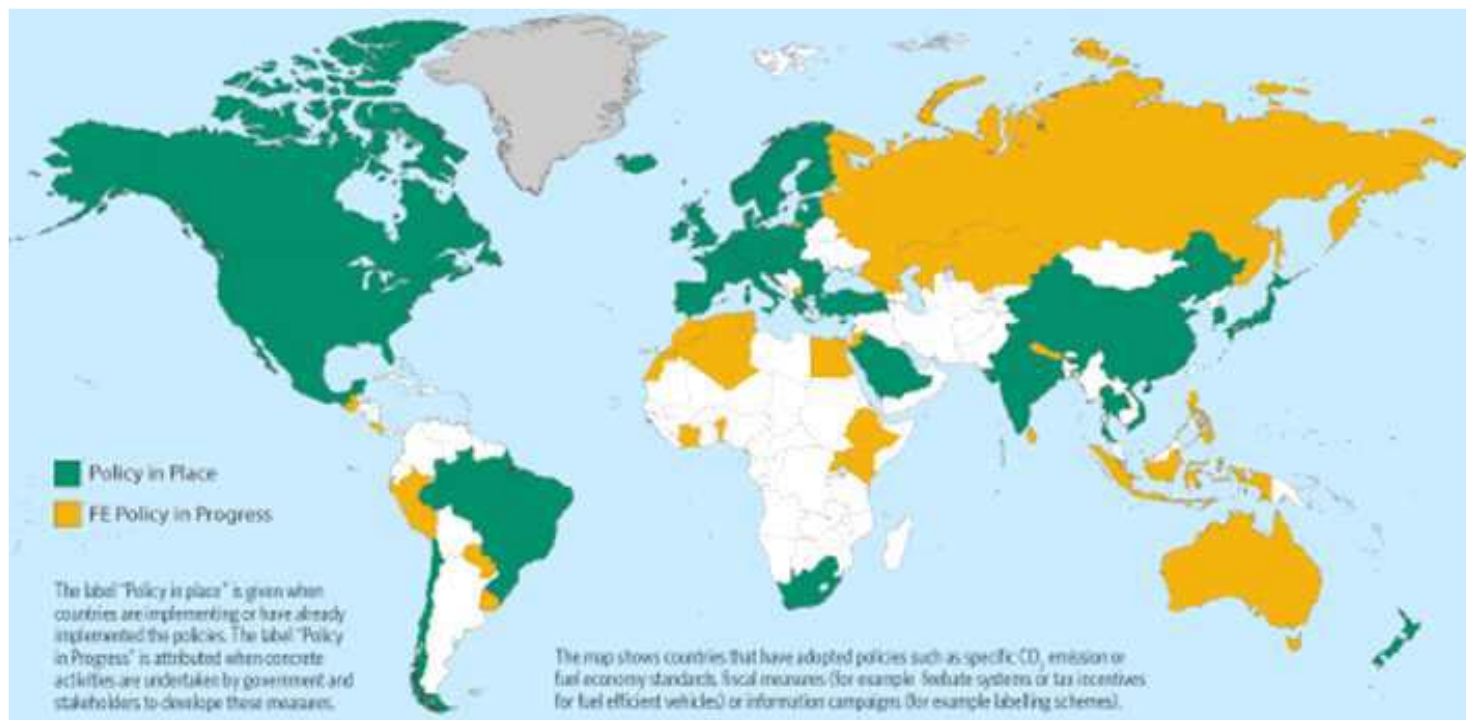 Policy in Place
FE Policy in Progress
The label "Policy in place" is given when
countries are implementing or have already
implemented the policies. The label "Policy
in Progress" is attributed when concrete
activities are undertaken by government and
stakeholders to develope these measures.
The map shows countries that have adopted policies such as specific CO₂ emission or
fuel economy standards, fiscal measures (for example feebate systems or tax incentives
for fuel efficient vehicles) or information campaigns (for example labelling schemes).